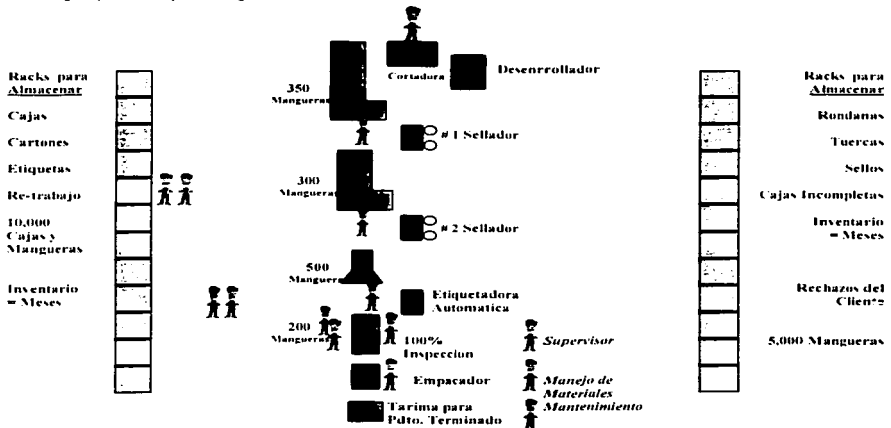 Racks para
Almacenar
Cajas
Cartones
Etiquetas
Re-trabajo
10,000
Cajas y
Mangueras
Inventario
= Meses
Cortadora
Desenrrollador
350
Mangueras
# 1 Sellador
300
Mangueras
# 2 Sellador
500
Manguera
Etiquetadora
Automatica
200
Mangueras
100%
Inspeccion
Empacador
Tarima para
Pdto. Terminado
Supervisor
Manejo de
Materiales
Mantenimiento
Racks para
Almacenar
Rondanas
Tuercas
Sellos
Cajas Incompletas
Inventario
= Meses
Rechazos del
Cliente
5,000 Mangueras